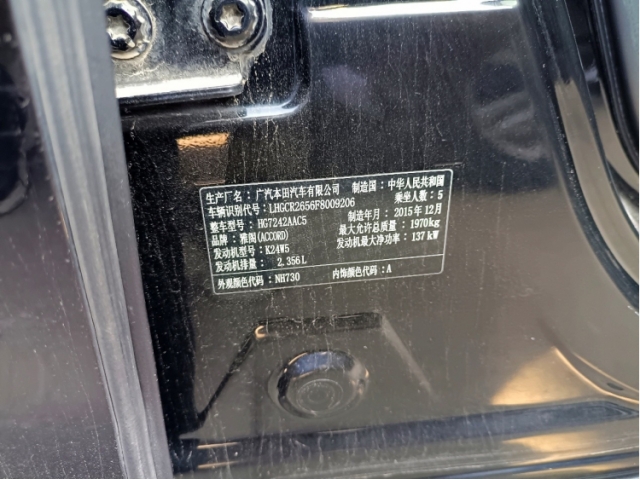 生产厂名：广汽本田汽车有限公司 制造国：中华人民共和国
车辆识别代号：LHGCR2656F8009206 乘坐人数：5
整车型号：HG7242AAC5 制造年月：2015年12月
品牌：雅阁(ACCORD) 最大允许总质量：1970kg
发动机型号：K24W5 发动机最大净功率：137kW
发动机排量：2.356L
外观颜色代码：NH730 内饰颜色代码：A